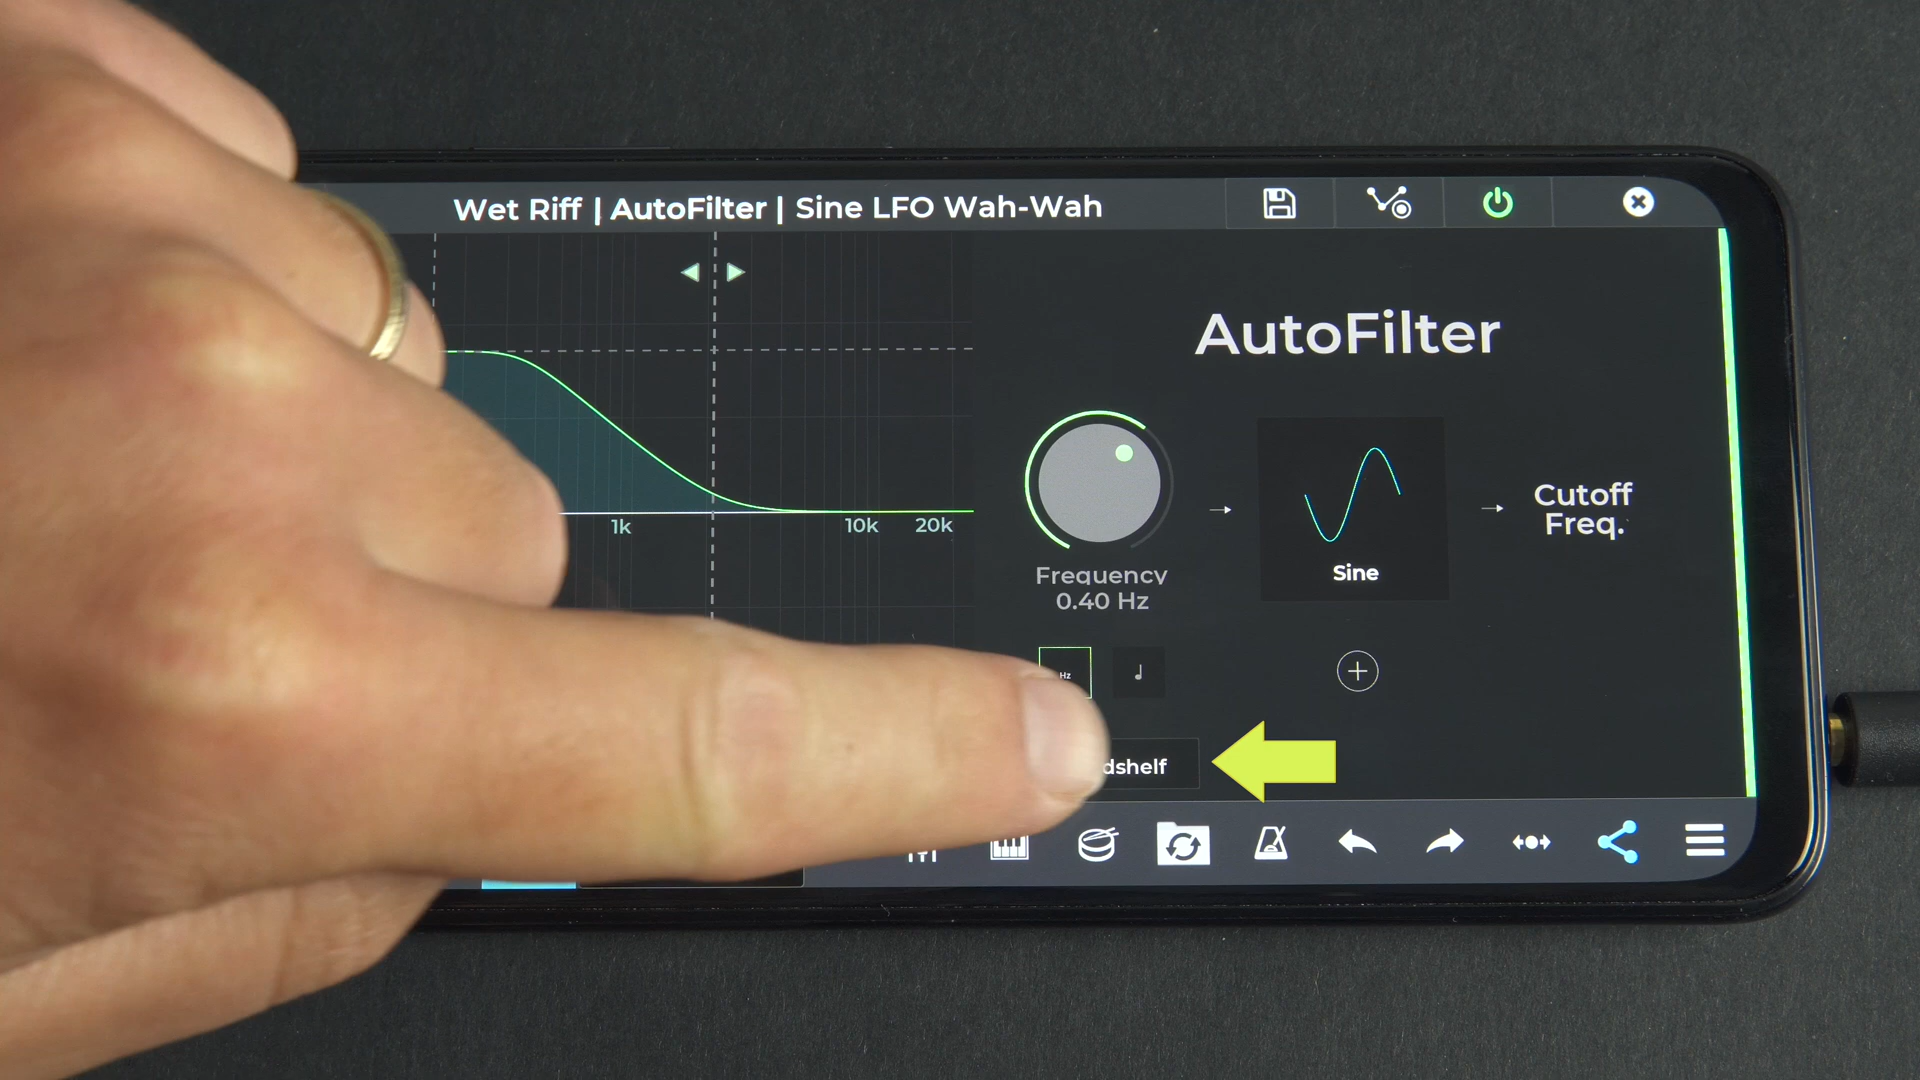 Wet Riff | AutoFilter | Sine LFO Wah-Wah
AutoFilter
1k
10k
20k
Cutoff
Freq.
Sine
Frequency
0.40 Hz
Hz